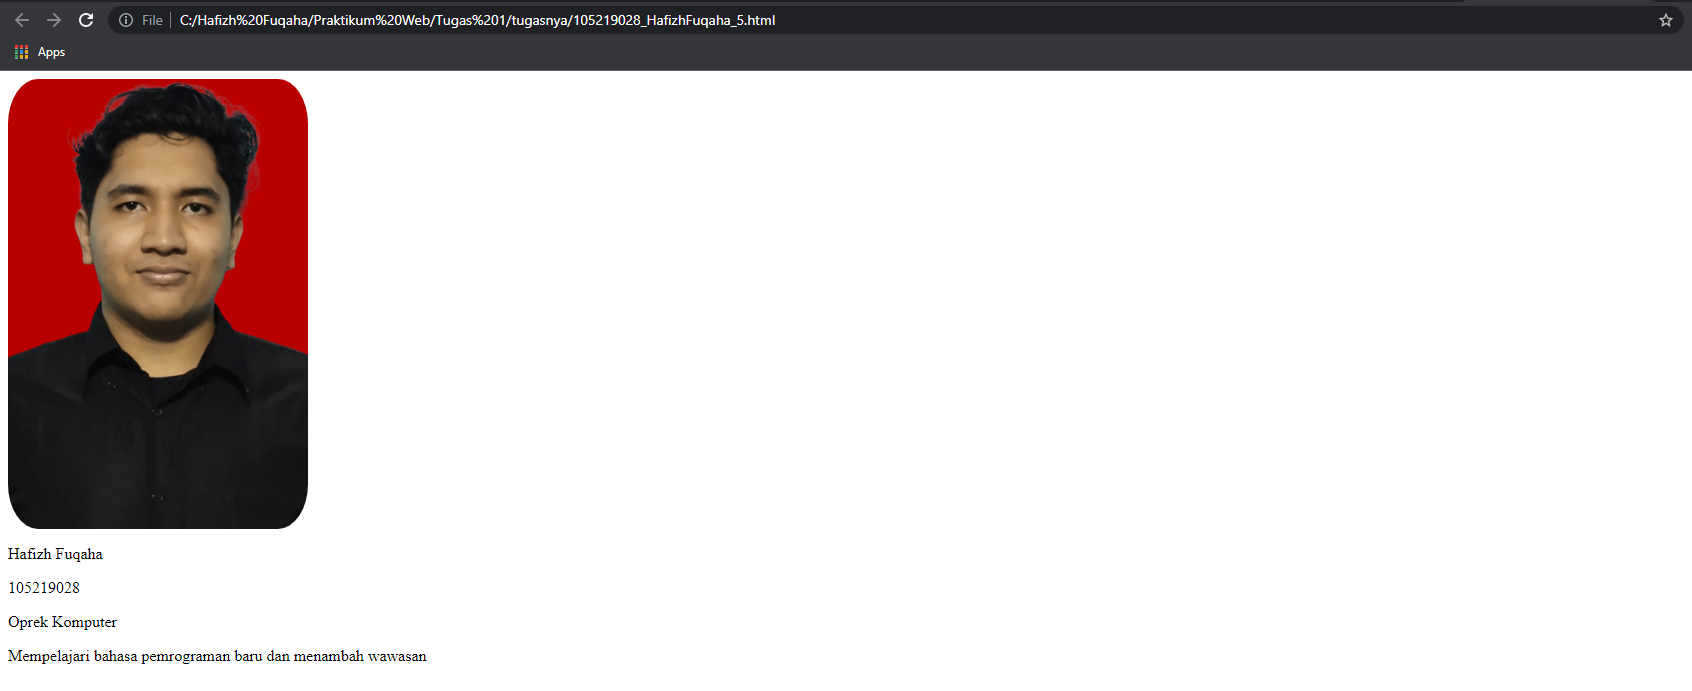 File
C:/Hafizh%20Fuqaha/Praktikum%20Web/Tugas%201/tugasnya/105219028_HafizhFuqaha_5.html
Apps
Hafizh Fuqaha
105219028
Oprek Komputer
Mempelajari bahasa pemrograman baru dan menambah wawasan